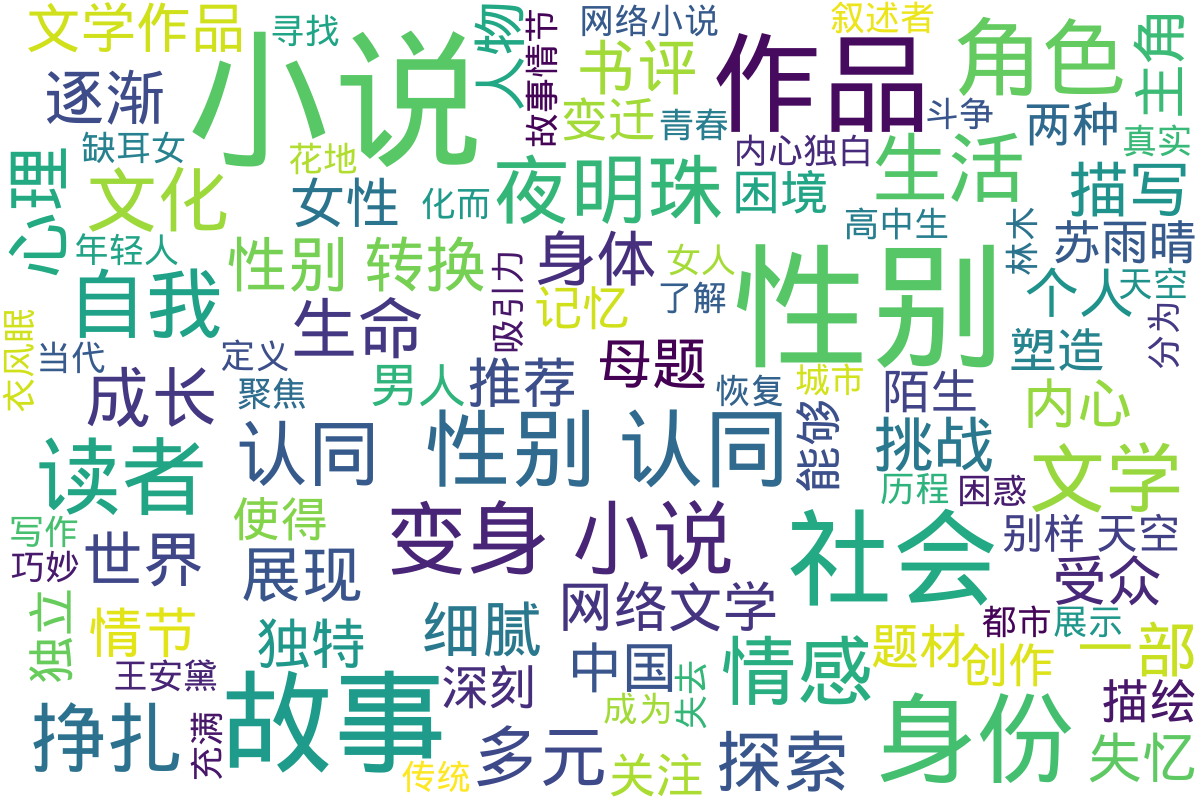 文学作品
寻找
小说
人物
故事情节
网络小说
叙述者
作品
角色
主角
逐渐
书评
变迁
青春
斗争
两种
真实
缺耳女
花地
内心独白
生活
心理
文化
女性
化而
夜明珠
困境
高中生
描写
年轻人
性别 转换
身体
女人
性别
林木
苏雨晴
自我
吸引力
记忆
了解
个人
天空
衣风眠
当代
生命
定义
母题
塑造
分为
成长
聚焦
男人
推荐
恢复
城市
陌生
内心
读者
认同
性别 认同
能够
挑战
文学
历程
困惑
写作
使得
变身 小说
社会
别样 天空
巧妙
世界
展现
受众
独立
情节
独特
细腻
网络文学
都市
展示
题材
一部
王安黛
故事
深刻
中国
失去
情感
创作
挣扎
充满
成为
身份
描绘
传统
多元
关注
探索
失忆